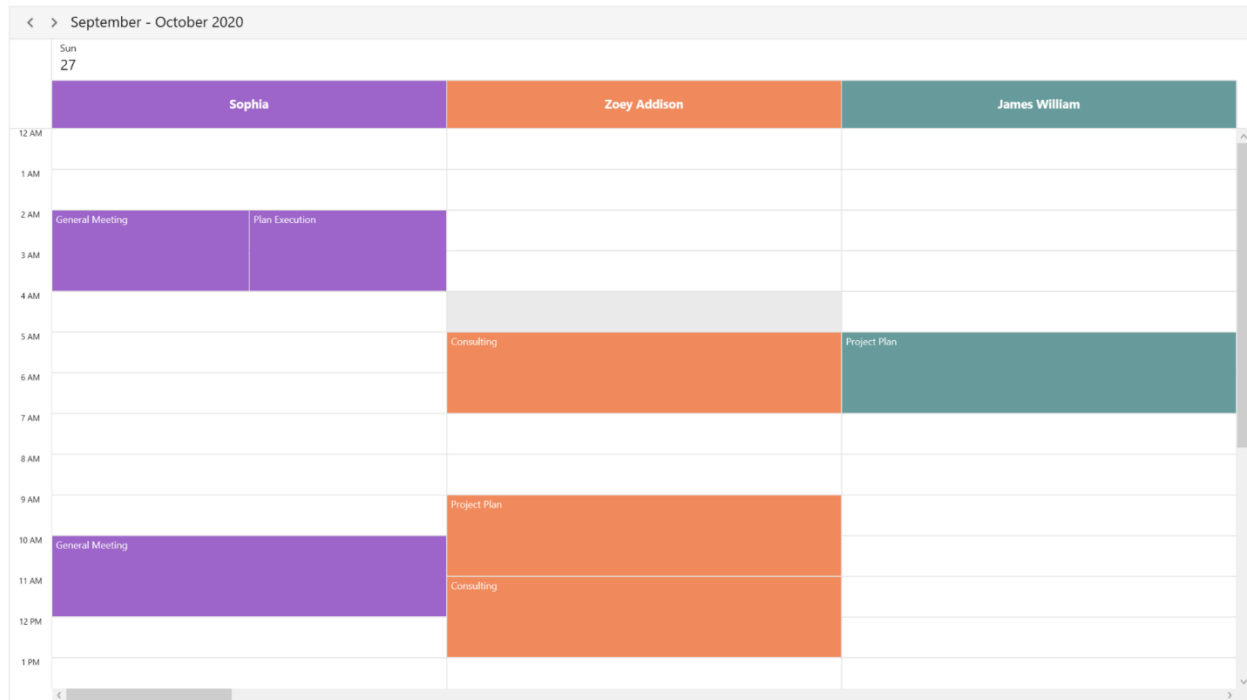 September - October 2020
Sun
27
Sophia Zoey Addison James William
12 AM
1 AM
2 AM General Meeting Plan Execution
3 AM
4 AM
5 AM Consulting Project Plan
6 AM
7 AM
8 AM
9 AM Project Plan
10 AM General Meeting
11 AM Consulting
12 PM
1 PM